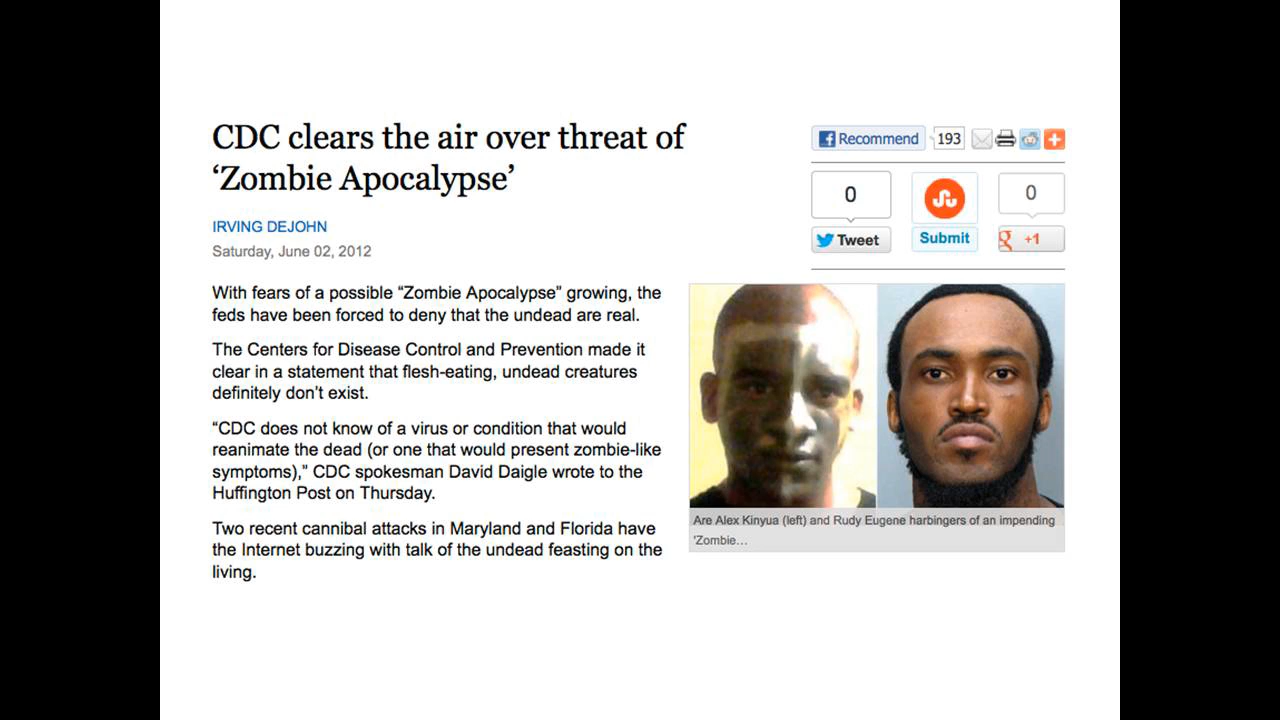 CDC clears the air over threat of
‘Zombie Apocalypse’
IRVING DEJOHN
Saturday, June 02, 2012
Recommend 193
0
0
Tweet
Submit
+1
With fears of a possible “Zombie Apocalypse” growing, the
feds have been forced to deny that the undead are real.
The Centers for Disease Control and Prevention made it
clear in a statement that flesh-eating, undead creatures
definitely don’t exist.
“CDC does not know of a virus or condition that would
reanimate the dead (or one that would present zombie-like
symptoms),” CDC spokesman David Daigle wrote to the
Huffington Post on Thursday.
Two recent cannibal attacks in Maryland and Florida have
the Internet buzzing with talk of the undead feasting on the
living.
Are Alex Kinyua (left) and Rudy Eugene harbingers of an impending
'Zombie…